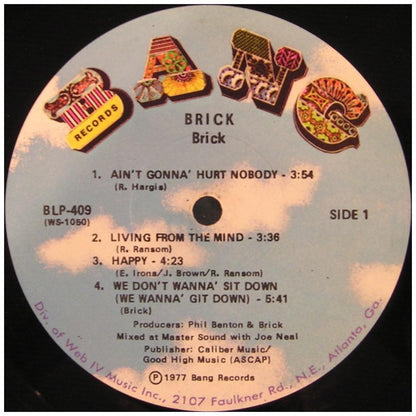 BANG
RECORDS
BRICK
Brick
1. AIN'T GONNA' HURT NOBODY - 3:54
(R. Hargis)
BLP-409
(WS-1050)
SIDE 1
2. LIVING FROM THE MIND - 3:36
(R. Ransom)
3. HAPPY - 4:23
(E. Irons/J. Brown/R. Ransom)
4. WE DON'T WANNA' SIT DOWN
(WE WANNA' GIT DOWN) - 5:41
(Brick)
Producers: Phil Benton & Brick
Mixed at Master Sound with Joe Neal
Publisher: Caliber Music/
Good High Music (ASCAP)
Ⓟ 1977 Bang Records
Div. of Web IV Music Inc., 2107 Faulkner Rd., N.E., Atlanta, Ga.